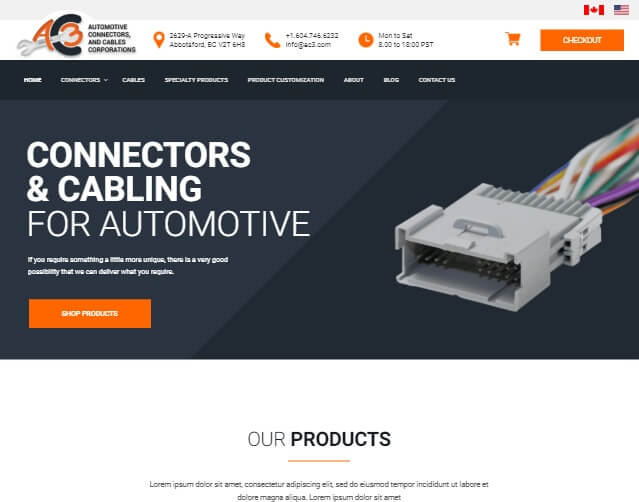 AC3
AUTOMOTIVE
CONNECTORS,
AND CABLES
CORPORATIONS
2629-A Progressive Way
Abbotsford, BC V2T 6H8
+1.604.746.6232
info@ac3.com
Mon to Sat
8.00 to 18:00 PST
CHECKOUT
HOME CONNECTORS CABLES SPECIALTY PRODUCTS PRODUCT CUSTOMIZATION ABOUT BLOG CONTACT US
CONNECTORS
& CABLING
FOR AUTOMOTIVE
If you require something a little more unique, there is a very good
possiblity that we can deliver what you require.
SHOP PRODUCTS
OUR PRODUCTS
Lorem ipsum dolor sit amet, consectetur adipiscing elit, sed do eiusmod tempor incididunt ut labore et
dolore magna aliqua. Lorem ipsum dolor sit amet